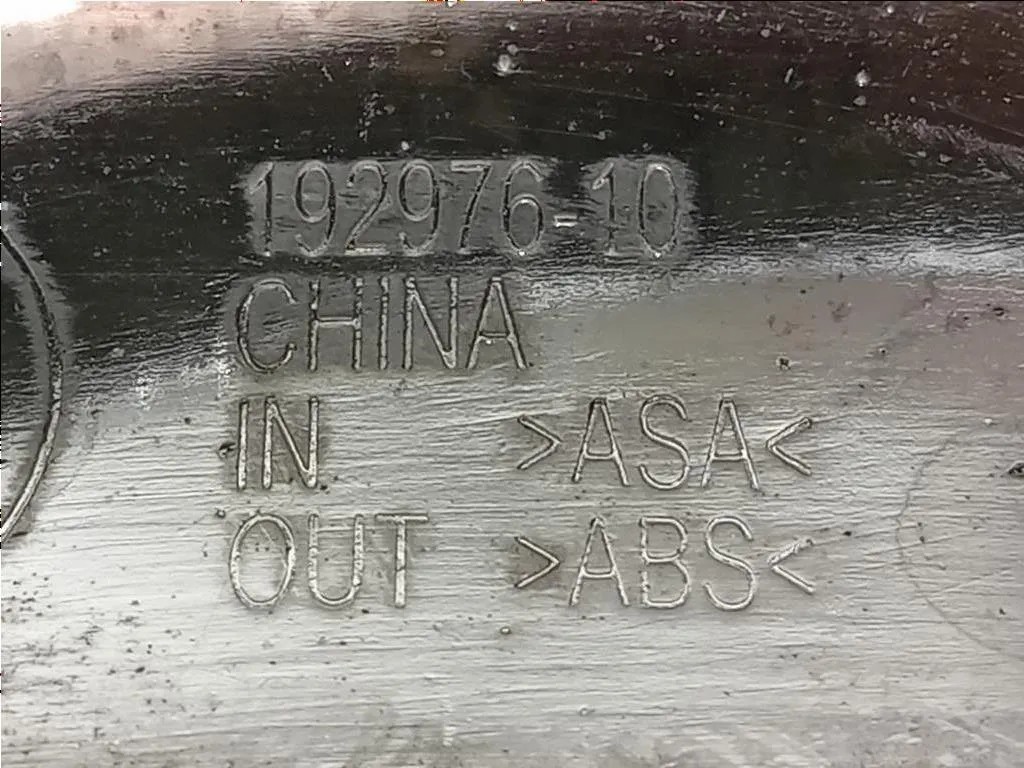 192976-10
CHINA
IN >ASA<
OUT >ABS<